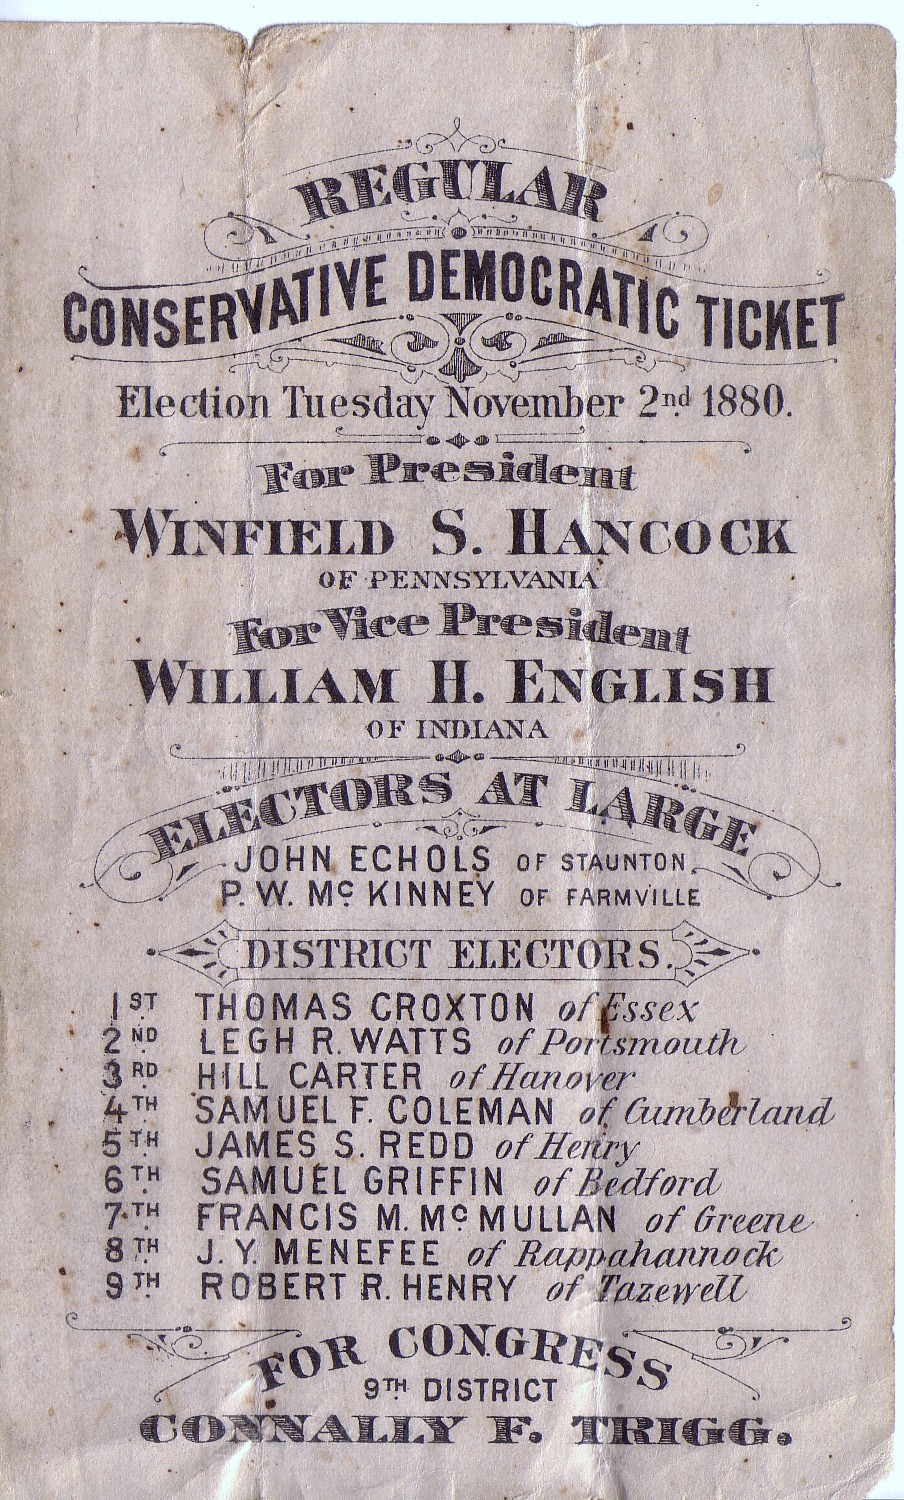 REGULAR
CONSERVATIVE DEMOCRATIC TICKET
Election Tuesday November 2nd 1880.
For President
WINFIELD S. HANCOCK
OF PENNSYLVANIA
For Vice President
WILLIAM H. ENGLISH
OF INDIANA
ELECTORS AT LARGE
JOHN ECHOLS OF STAUNTON.
P. W. Mc KINNEY OF FARMVILLE
DISTRICT ELECTORS.
1ST THOMAS CROXTON of Essex
2ND LEGH R. WATTS of Portsmouth
3RD HILL CARTER of Hanover
4TH SAMUEL F. COLEMAN of Cumberland
5TH JAMES S. REDD of Henry
6TH SAMUEL GRIFFIN of Bedford
7TH FRANCIS M. Mc MULLAN of Greene
8TH J. Y. MENEFEE of Rappahannock
9TH ROBERT R. HENRY of Tazewell
FOR CONGRESS
9TH DISTRICT
CONNALLY F. TRIGG.